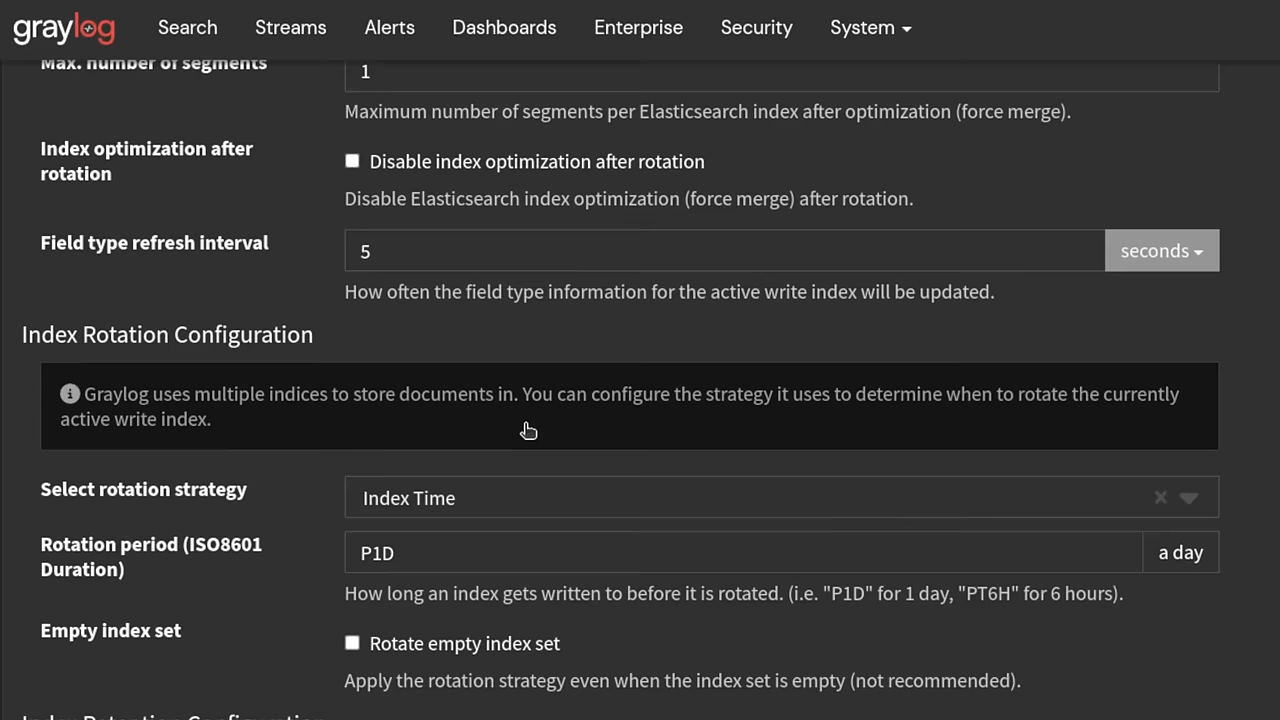 graylog Search Streams Alerts Dashboards Enterprise Security System
Max. number of segments
1
Maximum number of segments per Elasticsearch index after optimization (force merge).
Index optimization after
rotation
Disable index optimization after rotation
Disable Elasticsearch index optimization (force merge) after rotation.
Field type refresh interval
5
seconds
How often the field type information for the active write index will be updated.
Index Rotation Configuration
Graylog uses multiple indices to store documents in. You can configure the strategy it uses to determine when to rotate the currently
active write index.
Select rotation strategy
Index Time
Rotation period (ISO8601
Duration)
P1D
a day
How long an index gets written to before it is rotated. (i.e. "P1D" for 1 day, "PT6H" for 6 hours).
Empty index set
Rotate empty index set
Apply the rotation strategy even when the index set is empty (not recommended).
Index Retention Configuration